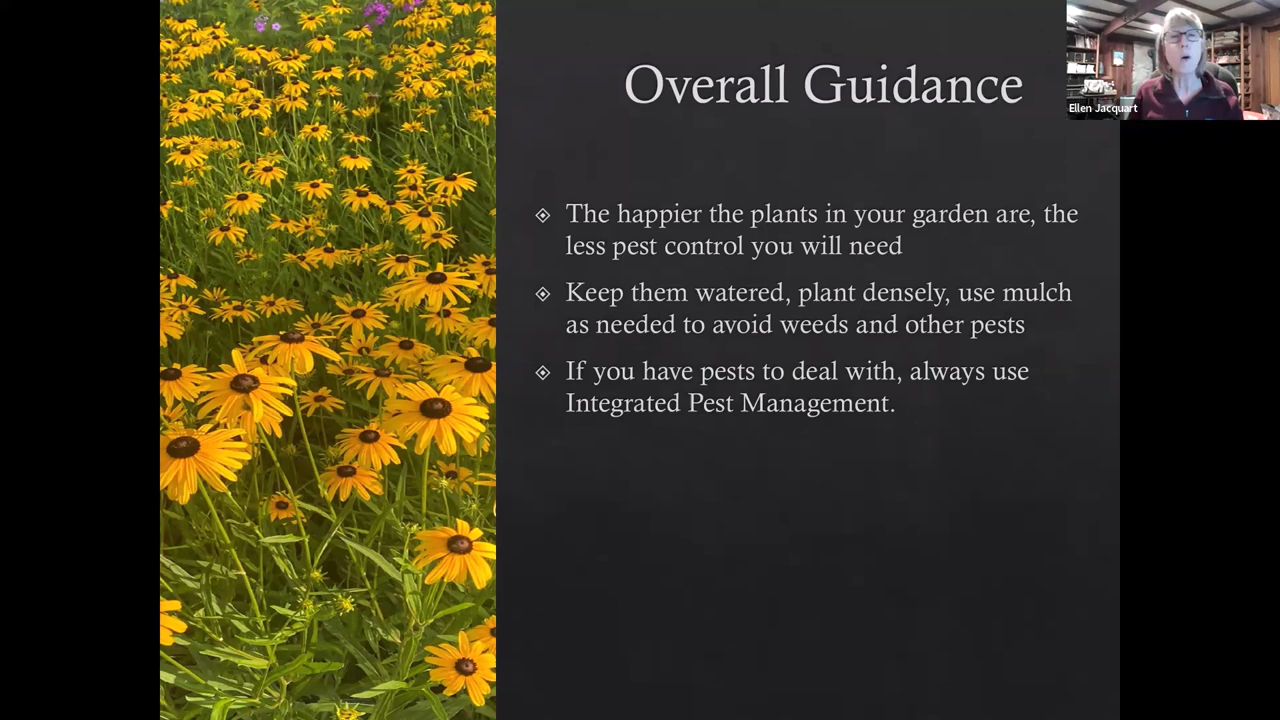 Overall Guidance
Ellen Jacquart
The happier the plants in your garden are, the
less pest control you will need
Keep them watered, plant densely, use mulch
as needed to avoid weeds and other pests
If you have pests to deal with, always use
Integrated Pest Management.